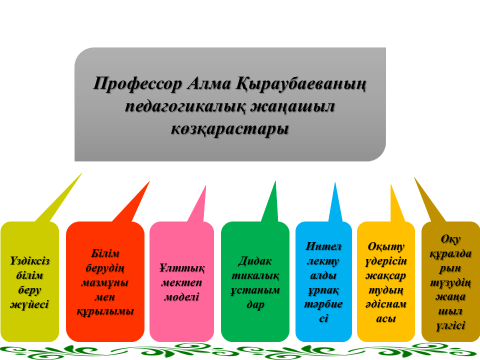 Профессор Алма Қыраубаеваның
педагогикалық жаңашыл
көзқарастары
Үздіксіз
білім
беру
жүйесі
Білім
берудің
мазмұны
мен
құрылымы
Ұлттық
мектеп
моделі
Дидак
тикалық
ұстаным
дар
Интел
лекту
алды
ұрпақ
тәрбие
сі
Оқыту
үдерісін
жақсар
тудың
әдіснам
асы
Оқу
құралда
рын
түзудің
жаңа
шыл
үлгісі